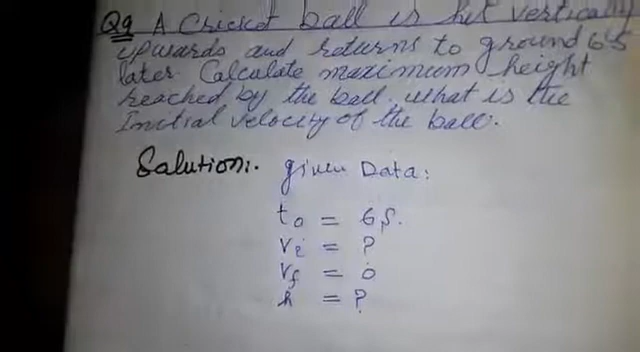 Q9 A Cricket ball is hit vertically
upwards and returns to ground 6S
later. Calculate maximum height
reached by the ball. what is the
Initial velocity of the ball.
Solution:. given Data:
to = 6S.
Vi = ?
Vf = 0
h = ?